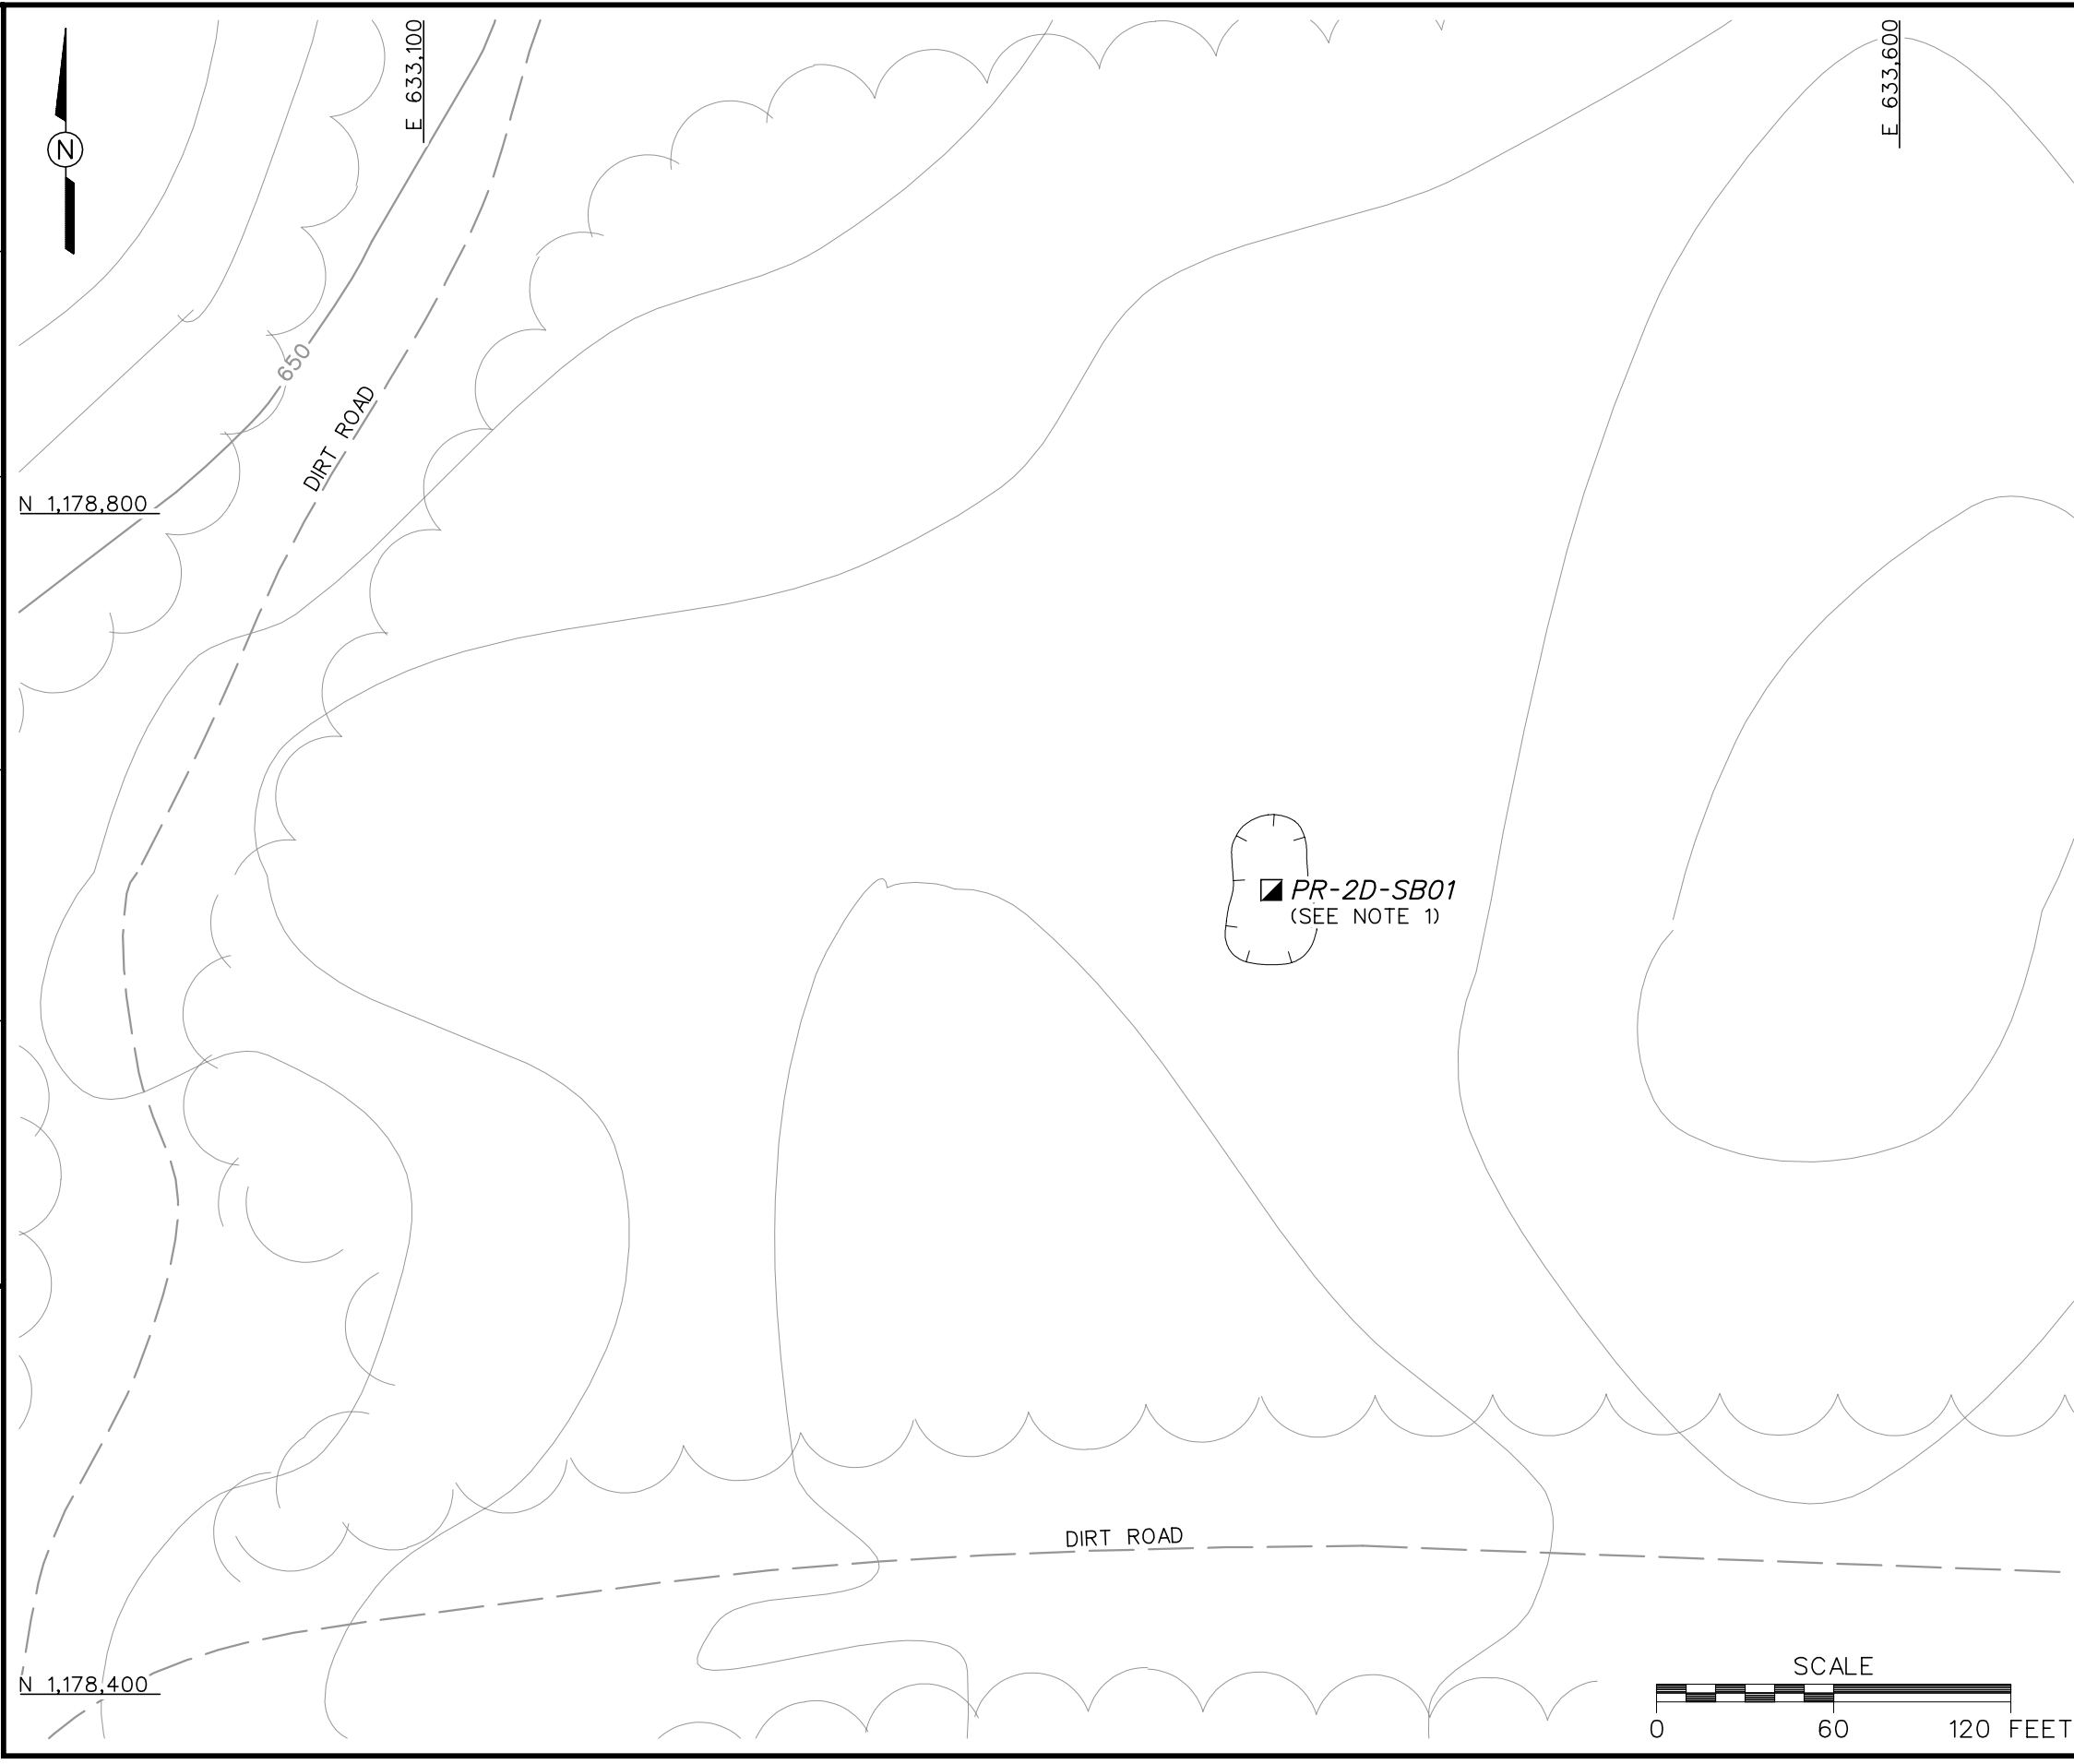 E 633,100
E 633,600
N
650
DIRT ROAD
N 1,178,800
PR-2D-SB01
(SEE NOTE 1)
DIRT ROAD
N 1,178,400
SCALE
0 60 120 FEET